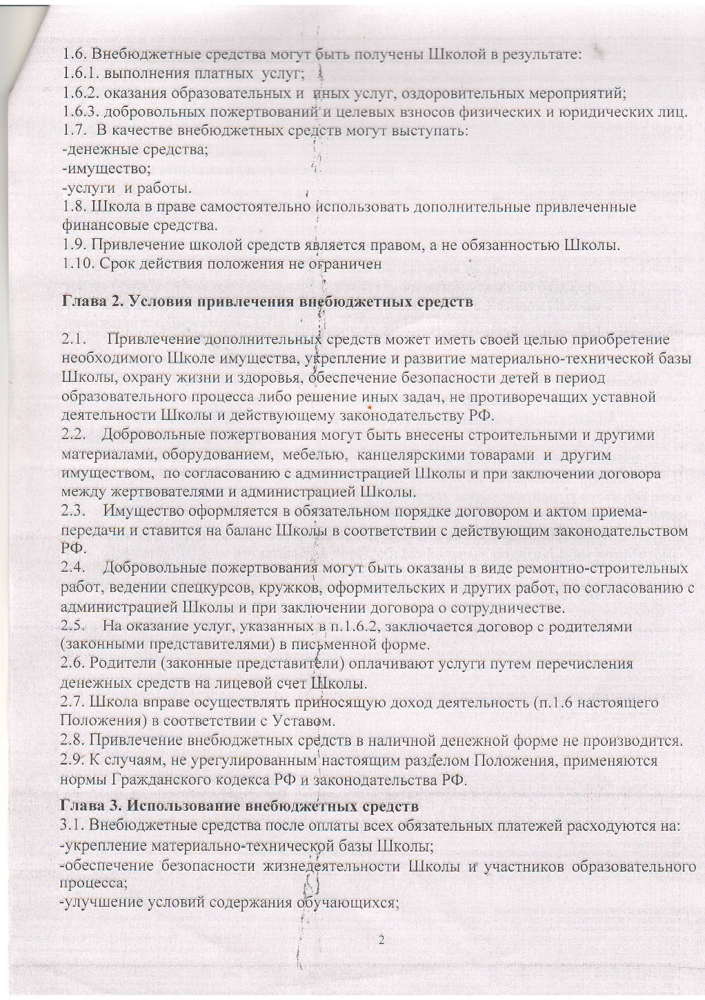 1.6. Внебюджетные средства могут быть получены Школой в результате:
1.6.1. выполнения платных услуг;
1.6.2. оказания образовательных и иных услуг, оздоровительных мероприятий;
1.6.3. добровольных пожертвований и целевых взносов физических и юридических лиц.
1.7. В качестве внебюджетных средств могут выступать:
-денежные средства;
-имущество;
-услуги и работы.
1.8. Школа в праве самостоятельно использовать дополнительные привлеченные
финансовые средства.
1.9. Привлечение школой средств является правом, а не обязанностью Школы.
1.10. Срок действия положения не ограничен
Глава 2. Условия привлечения внебюджетных средств
2.1. Привлечение дополнительных средств может иметь своей целью приобретение
необходимого Школе имущества, укрепление и развитие материально-технической базы
Школы, охрану жизни и здоровья, обеспечение безопасности детей в период
образовательного процесса либо решение иных задач, не противоречащих уставной
деятельности Школы и действующему законодательству РФ.
2.2. Добровольные пожертвования могут быть внесены строительными и другими
материалами, оборудованием, мебелью, канцелярскими товарами и другим
имуществом, по согласованию с администрацией Школы и при заключении договора
между жертвователями и администрацией Школы.
2.3. Имущество оформляется в обязательном порядке договором и актом приема-
передачи и ставится на баланс Школы в соответствии с действующим законодательством
РФ.
2.4. Добровольные пожертвования могут быть оказаны в виде ремонтно-строительных
работ, ведении спецкурсов, кружков, оформительских и других работ, по согласованию с
администрацией Школы и при заключении договора о сотрудничестве.
2.5. На оказание услуг, указанных в п.1.6.2, заключается договор с родителями
(законными представителями) в письменной форме.
2.6. Родители (законные представители) оплачивают услуги путем перечисления
денежных средств на лицевой счет Школы.
2.7. Школа вправе осуществлять приносящую доход деятельность (п.1.6 настоящего
Положения) в соответствии с Уставом.
2.8. Привлечение внебюджетных средств в наличной денежной форме не производится.
2.9. К случаям, не урегулированным настоящим разделом Положения, применяются
нормы Гражданского кодекса РФ и законодательства РФ.
Глава 3. Использование внебюджетных средств
3.1. Внебюджетные средства после оплаты всех обязательных платежей расходуются на:
-укрепление материально-технической базы Школы;
-обеспечение безопасности жизнедеятельности Школы и участников образовательного
процесса;
-улучшение условий содержания обучающихся;
2